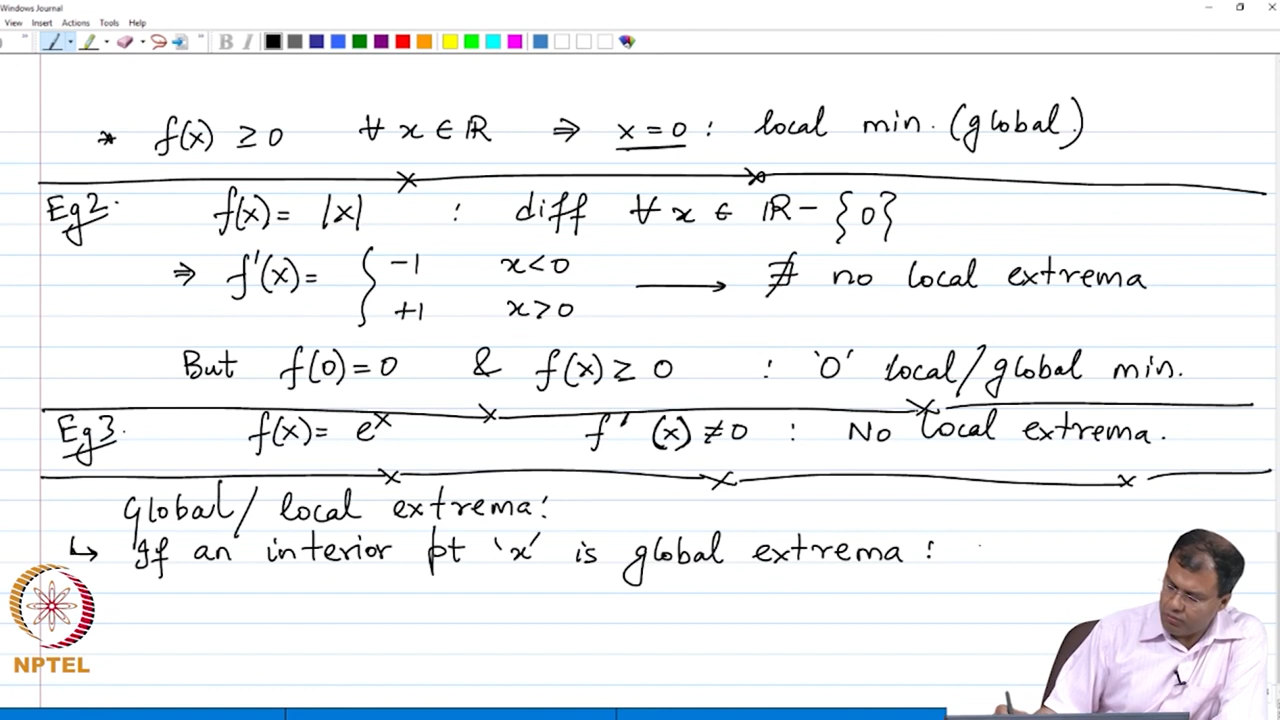 Windows Journal
View Insert Actions Tools Help
* f(x) ≥ 0 ∀ x ∈ ℝ ⇒ x = 0 : local min. (global.)
Eg2. f(x) = |x| : diff ∀ x ∈ ℝ - {0}
⇒ f'(x) = { -1 x < 0
+1 x > 0 ⟶ ∄ no local extrema
But f(0) = 0 & f(x) ≥ 0 : '0' local/global min.
Eg3. f(x) = eˣ f'(x) ≠ 0 : No local extrema.
Global/local extrema:
↳ If an interior pt 'x' is global extrema :
NPTEL